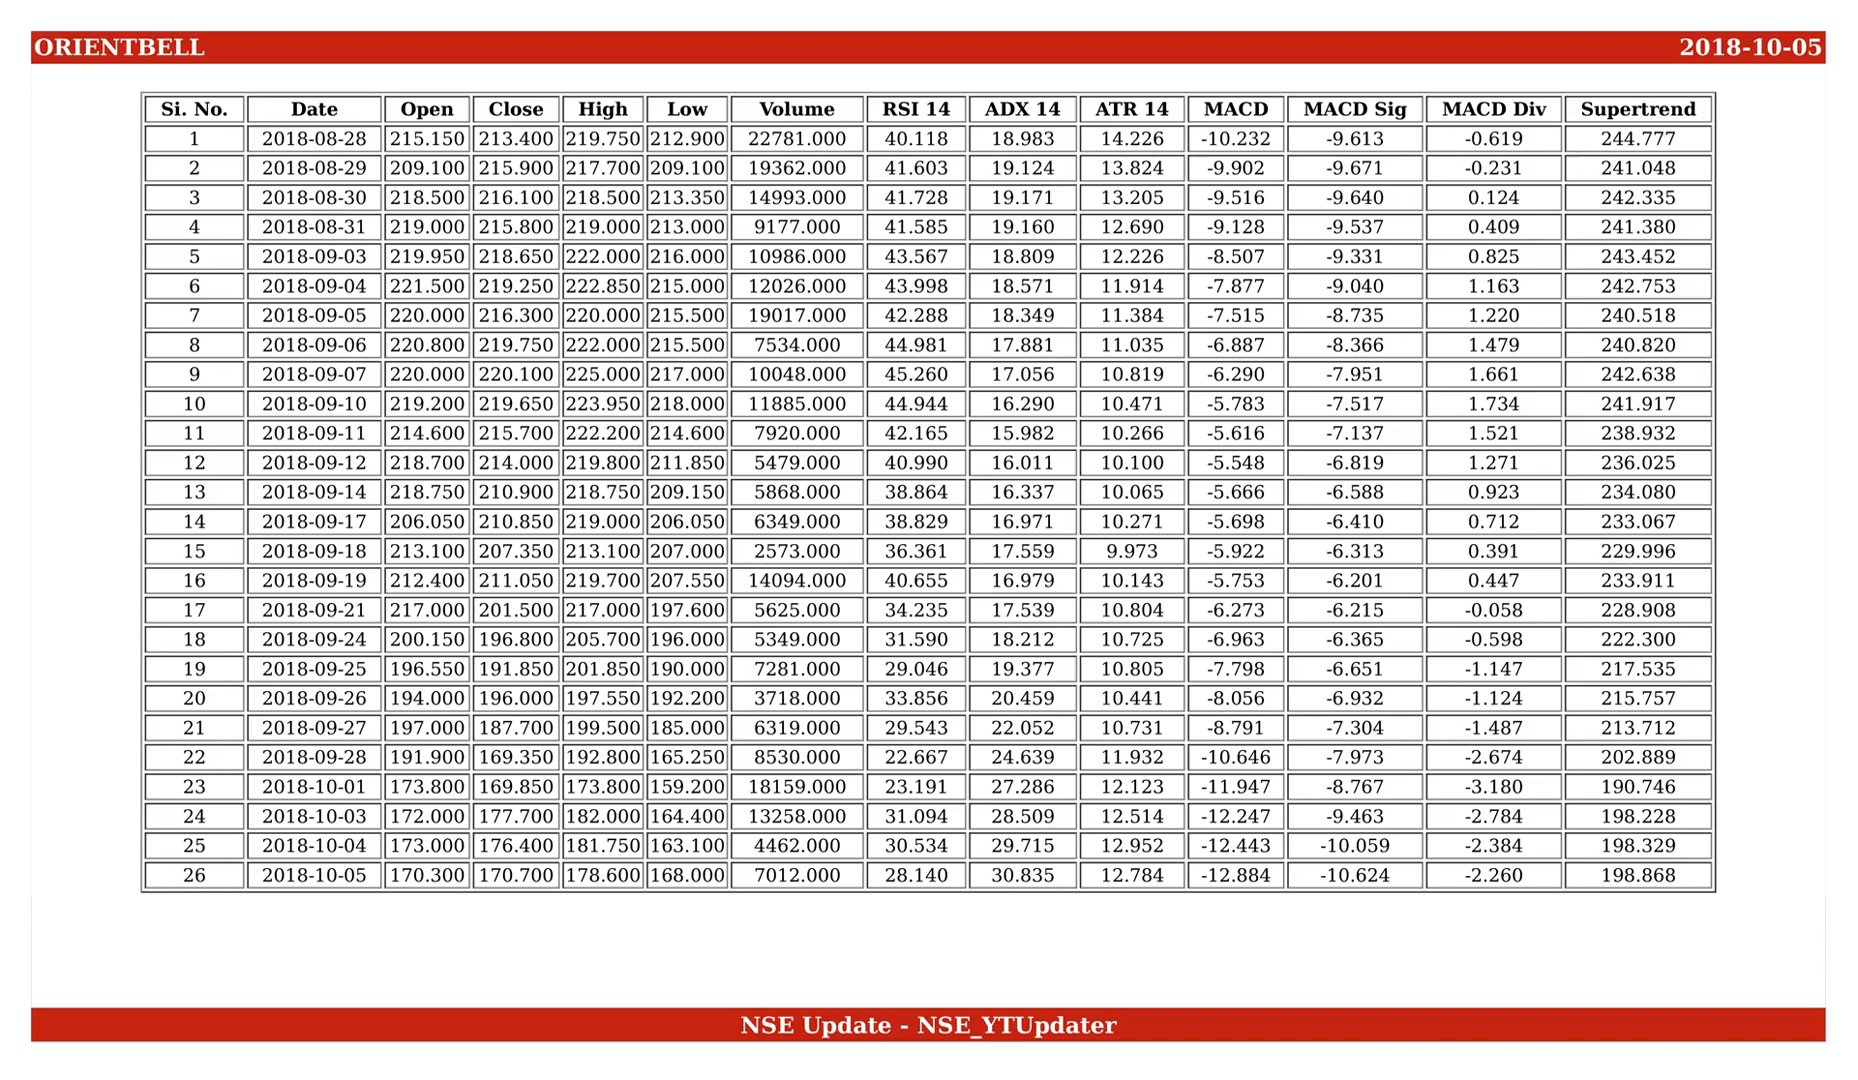 ORIENTBELL 2018-10-05
Si. No. Date Open Close High Low Volume RSI 14 ADX 14 ATR 14 MACD MACD Sig MACD Div Supertrend
1 2018-08-28 215.150 213.400 219.750 212.900 22781.000 40.118 18.983 14.226 -10.232 -9.613 -0.619 244.777
2 2018-08-29 209.100 215.900 217.700 209.100 19362.000 41.603 19.124 13.824 -9.902 -9.671 -0.231 241.048
3 2018-08-30 218.500 216.100 218.500 213.350 14993.000 41.728 19.171 13.205 -9.516 -9.640 0.124 242.335
4 2018-08-31 219.000 215.800 219.000 213.000 9177.000 41.585 19.160 12.690 -9.128 -9.537 0.409 241.380
5 2018-09-03 219.950 218.650 222.000 216.000 10986.000 43.567 18.809 12.226 -8.507 -9.331 0.825 243.452
6 2018-09-04 221.500 219.250 222.850 215.000 12026.000 43.998 18.571 11.914 -7.877 -9.040 1.163 242.753
7 2018-09-05 220.000 216.300 220.000 215.500 19017.000 42.288 18.349 11.384 -7.515 -8.735 1.220 240.518
8 2018-09-06 220.800 219.750 222.000 215.500 7534.000 44.981 17.881 11.035 -6.887 -8.366 1.479 240.820
9 2018-09-07 220.000 220.100 225.000 217.000 10048.000 45.260 17.056 10.819 -6.290 -7.951 1.661 242.638
10 2018-09-10 219.200 219.650 223.950 218.000 11885.000 44.944 16.290 10.471 -5.783 -7.517 1.734 241.917
11 2018-09-11 214.600 215.700 222.200 214.600 7920.000 42.165 15.982 10.266 -5.616 -7.137 1.521 238.932
12 2018-09-12 218.700 214.000 219.800 211.850 5479.000 40.990 16.011 10.100 -5.548 -6.819 1.271 236.025
13 2018-09-14 218.750 210.900 218.750 209.150 5868.000 38.864 16.337 10.065 -5.666 -6.588 0.923 234.080
14 2018-09-17 206.050 210.850 219.000 206.050 6349.000 38.829 16.971 10.271 -5.698 -6.410 0.712 233.067
15 2018-09-18 213.100 207.350 213.100 207.000 2573.000 36.361 17.559 9.973 -5.922 -6.313 0.391 229.996
16 2018-09-19 212.400 211.050 219.700 207.550 14094.000 40.655 16.979 10.143 -5.753 -6.201 0.447 233.911
17 2018-09-21 217.000 201.500 217.000 197.600 5625.000 34.235 17.539 10.804 -6.273 -6.215 -0.058 228.908
18 2018-09-24 200.150 196.800 205.700 196.000 5349.000 31.590 18.212 10.725 -6.963 -6.365 -0.598 222.300
19 2018-09-25 196.550 191.850 201.850 190.000 7281.000 29.046 19.377 10.805 -7.798 -6.651 -1.147 217.535
20 2018-09-26 194.000 196.000 197.550 192.200 3718.000 33.856 20.459 10.441 -8.056 -6.932 -1.124 215.757
21 2018-09-27 197.000 187.700 199.500 185.000 6319.000 29.543 22.052 10.731 -8.791 -7.304 -1.487 213.712
22 2018-09-28 191.900 169.350 192.800 165.250 8530.000 22.667 24.639 11.932 -10.646 -7.973 -2.674 202.889
23 2018-10-01 173.800 169.850 173.800 159.200 18159.000 23.191 27.286 12.123 -11.947 -8.767 -3.180 190.746
24 2018-10-03 172.000 177.700 182.000 164.400 13258.000 31.094 28.509 12.514 -12.247 -9.463 -2.784 198.228
25 2018-10-04 173.000 176.400 181.750 163.100 4462.000 30.534 29.715 12.952 -12.443 -10.059 -2.384 198.329
26 2018-10-05 170.300 170.700 178.600 168.000 7012.000 28.140 30.835 12.784 -12.884 -10.624 -2.260 198.868
NSE Update - NSE_YTUpdater